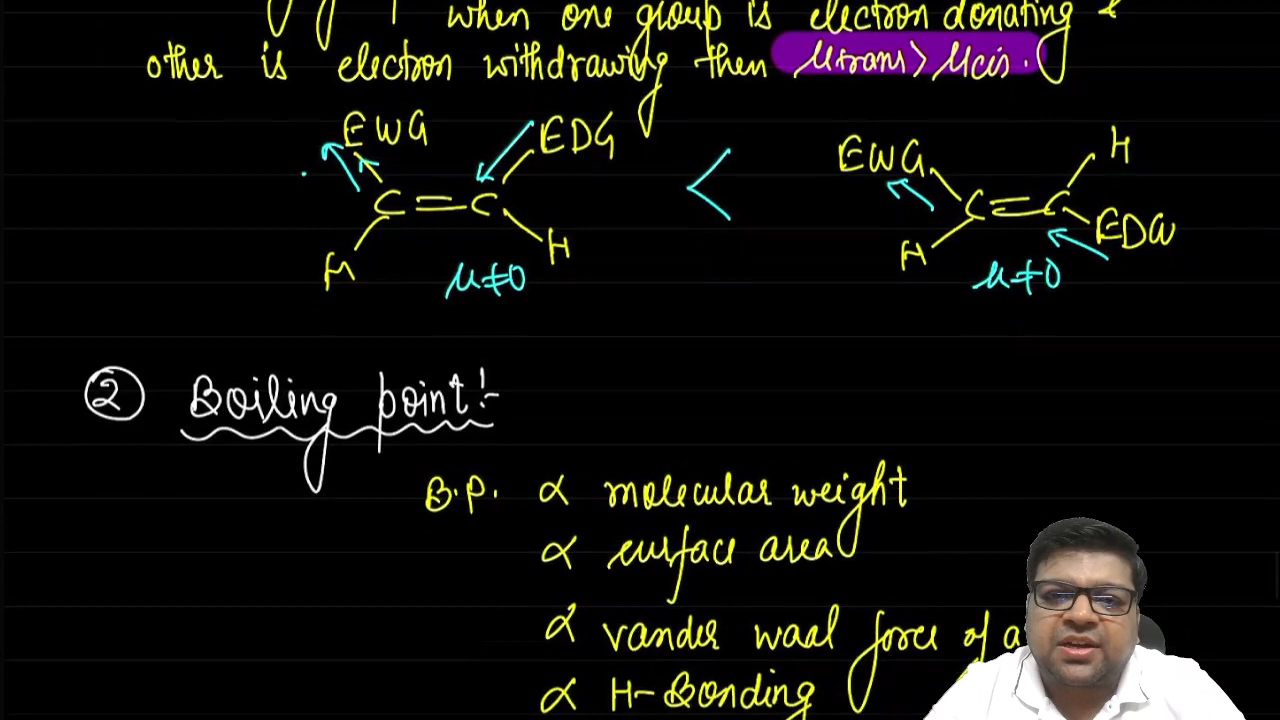 when one group is electron donating &
other is electron withdrawing then μtrans > μcis.
EWG EDG
C = C
H H
μ≠0
<
EWG H
C = C
H EDG
μ≠0
② Boiling point:-
B.P. ∝ molecular weight
∝ surface area
∝ vander waal force of a
∝ H-Bonding